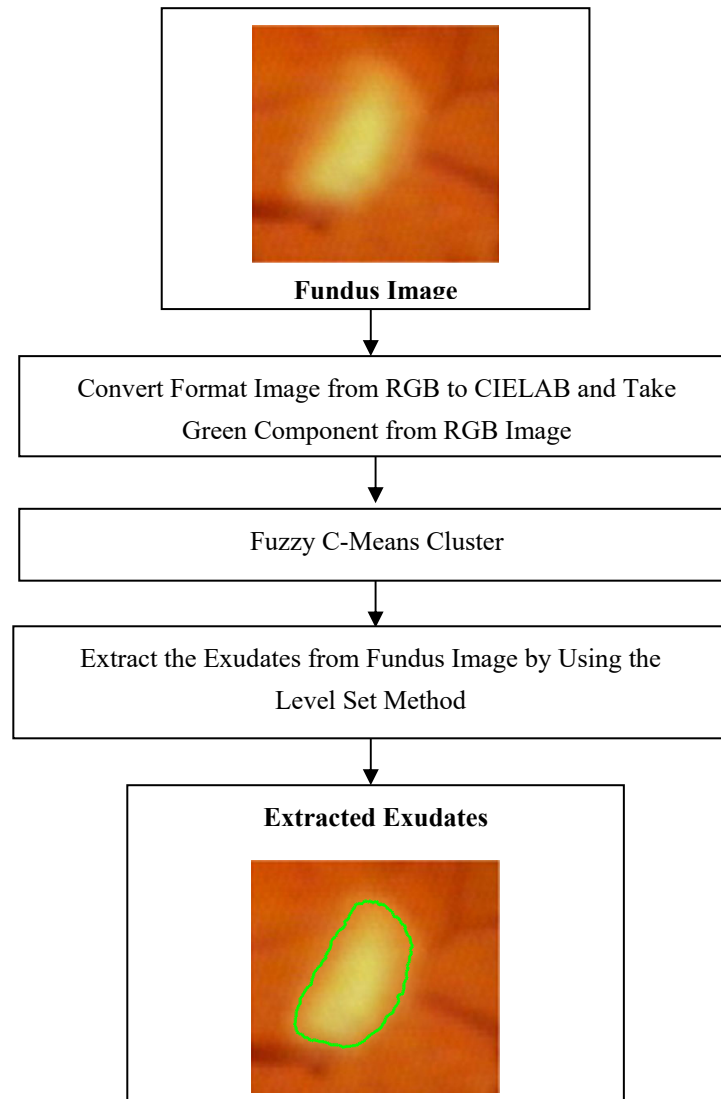 Fundus Image
Convert Format Image from RGB to CIELAB and Take
Green Component from RGB Image
Fuzzy C-Means Cluster
Extract the Exudates from Fundus Image by Using the
Level Set Method
Extracted Exudates